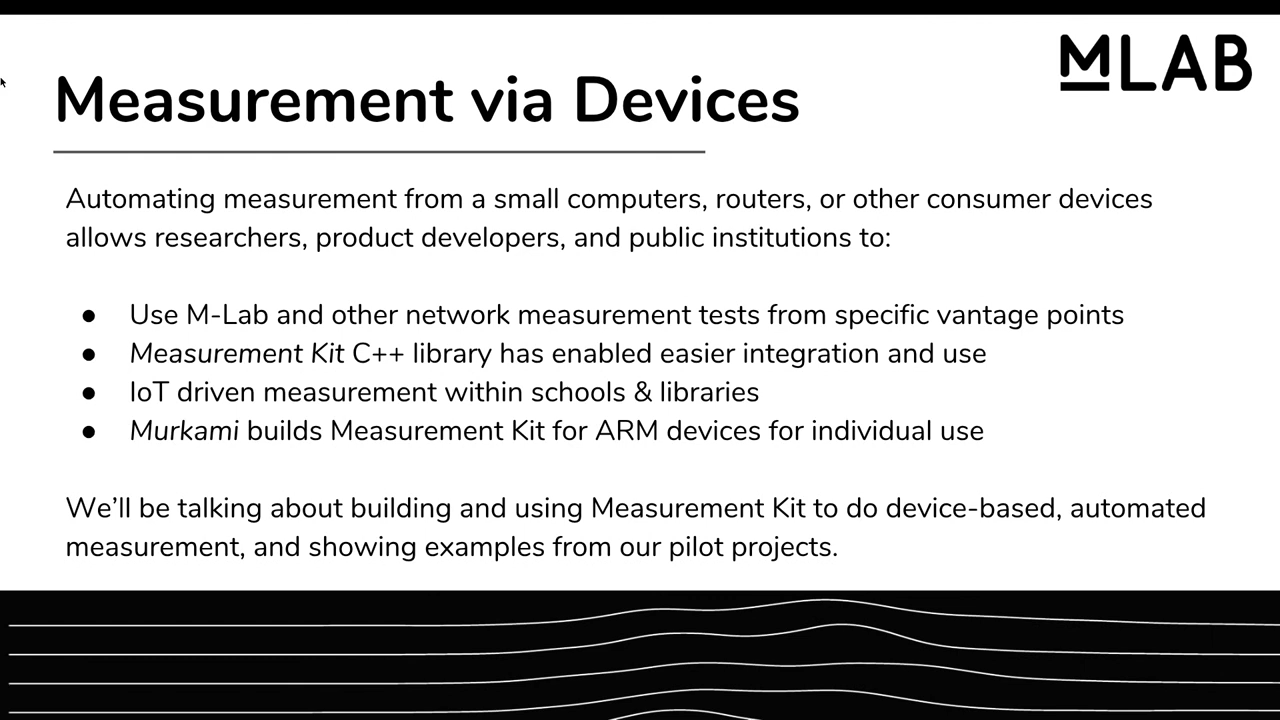 MLAB
Measurement via Devices
Automating measurement from a small computers, routers, or other consumer devices
allows researchers, product developers, and public institutions to:
● Use M-Lab and other network measurement tests from specific vantage points
● Measurement Kit C++ library has enabled easier integration and use
● IoT driven measurement within schools & libraries
● Murkami builds Measurement Kit for ARM devices for individual use
We’ll be talking about building and using Measurement Kit to do device-based, automated
measurement, and showing examples from our pilot projects.